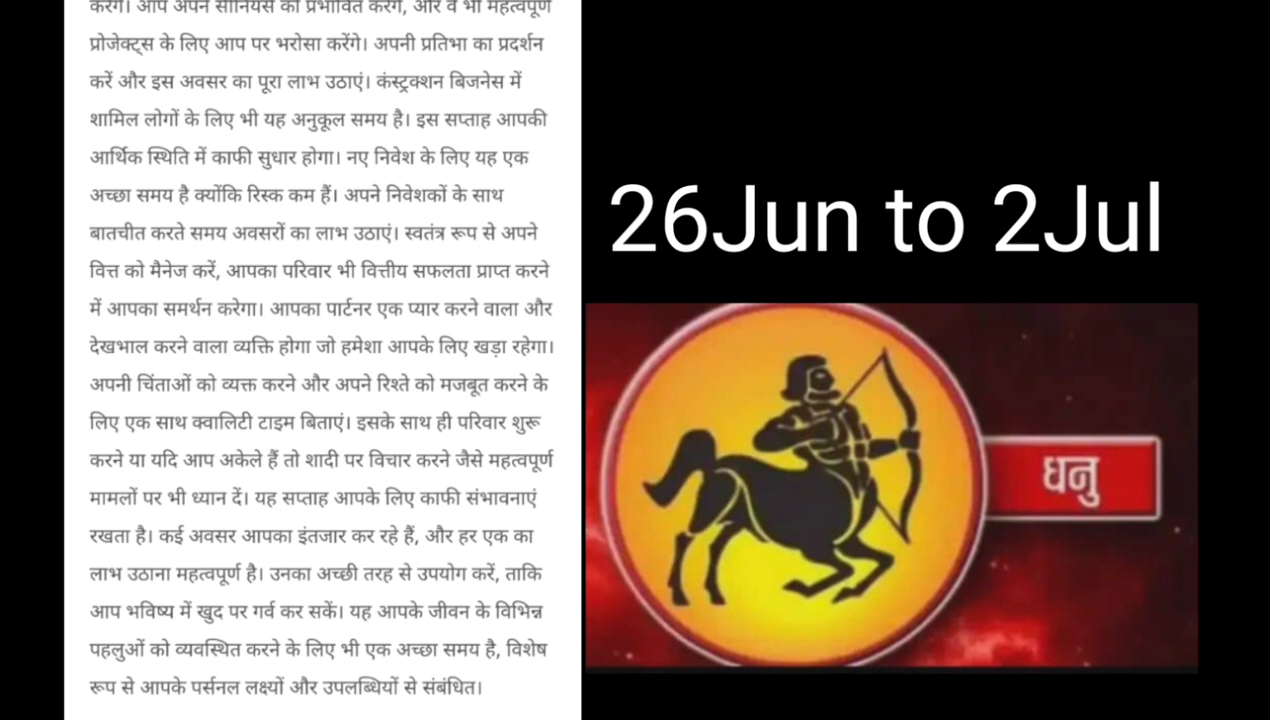 करेंगे। आप अपने सीनियर्स को प्रभावित करेंगे, और वे भी महत्वपूर्ण
प्रोजेक्ट्स के लिए आप पर भरोसा करेंगे। अपनी प्रतिभा का प्रदर्शन
करें और इस अवसर का पूरा लाभ उठाएं। कंस्ट्रक्शन बिजनेस में
शामिल लोगों के लिए भी यह अनुकूल समय है। इस सप्ताह आपकी
आर्थिक स्थिति में काफी सुधार होगा। नए निवेश के लिए यह एक
अच्छा समय है क्योंकि रिस्क कम हैं। अपने निवेशकों के साथ
बातचीत करते समय अवसरों का लाभ उठाएं। स्वतंत्र रूप से अपने
वित्त को मैनेज करें, आपका परिवार भी वित्तीय सफलता प्राप्त करने
में आपका समर्थन करेगा। आपका पार्टनर एक प्यार करने वाला और
देखभाल करने वाला व्यक्ति होगा जो हमेशा आपके लिए खड़ा रहेगा।
अपनी चिंताओं को व्यक्त करने और अपने रिश्ते को मजबूत करने के
लिए एक साथ क्वालिटी टाइम बिताएं। इसके साथ ही परिवार शुरू
करने या यदि आप अकेले हैं तो शादी पर विचार करने जैसे महत्वपूर्ण
मामलों पर भी ध्यान दें। यह सप्ताह आपके लिए काफी संभावनाएं
रखता है। कई अवसर आपका इंतजार कर रहे हैं, और हर एक का
लाभ उठाना महत्वपूर्ण है। उनका अच्छी तरह से उपयोग करें, ताकि
आप भविष्य में खुद पर गर्व कर सकें। यह आपके जीवन के विभिन्न
पहलुओं को व्यवस्थित करने के लिए भी एक अच्छा समय है, विशेष
रूप से आपके पर्सनल लक्ष्यों और उपलब्धियों से संबंधित।
26Jun to 2Jul
धनु